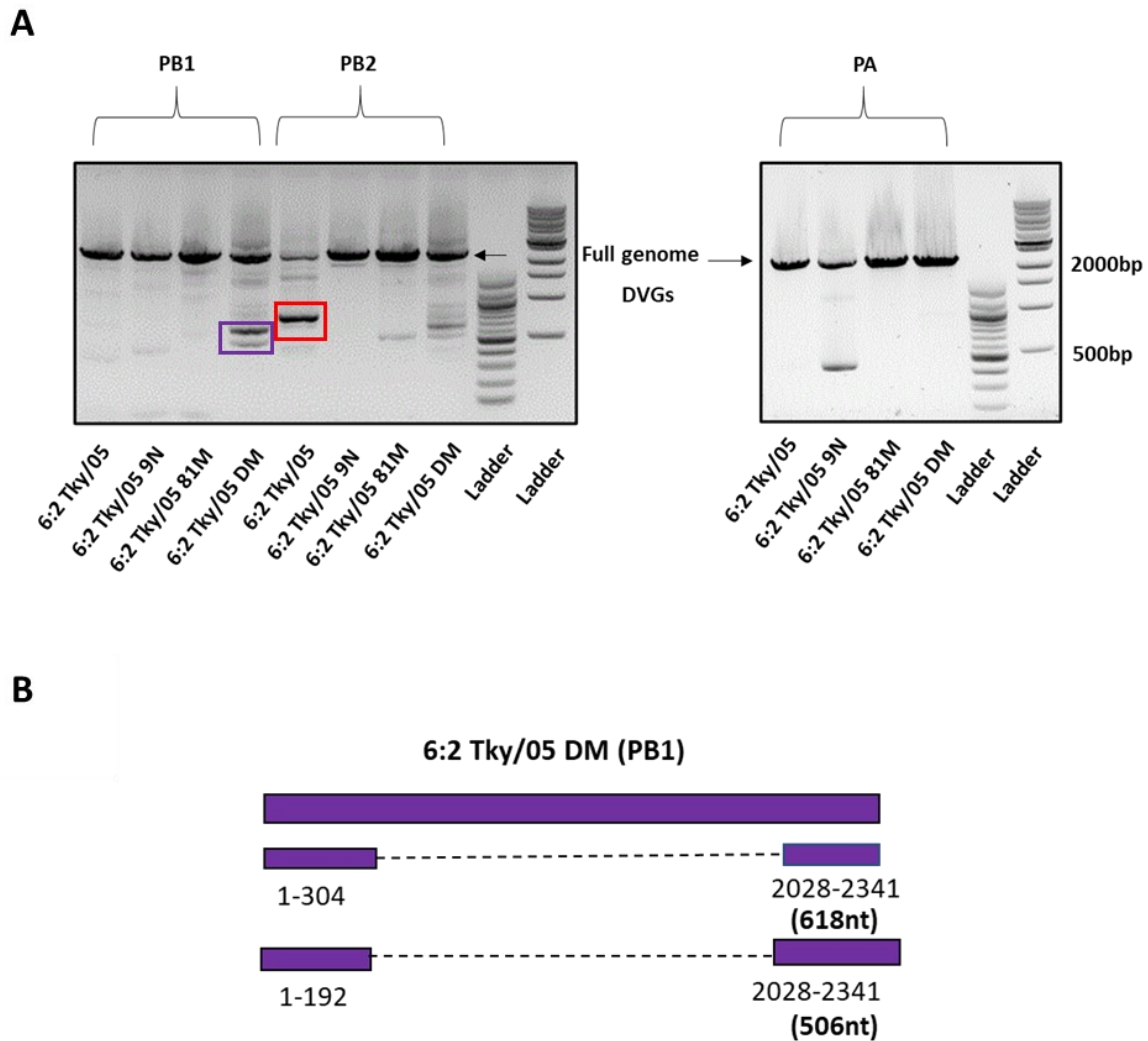 A
PB1
PB2
PA
Full genome
DVGs
2000bp
500bp
6:2 Tky/05
6:2 Tky/05 9N
6:2 Tky/05 81M
6:2 Tky/05 DM
6:2 Tky/05
6:2 Tky/05 9N
6:2 Tky/05 81M
6:2 Tky/05 DM
Ladder
Ladder
6:2 Tky/05
6:2 Tky/05 9N
6:2 Tky/05 81M
6:2 Tky/05 DM
Ladder
Ladder
B
6:2 Tky/05 DM (PB1)
1-304
2028-2341
(618nt)
1-192
2028-2341
(506nt)